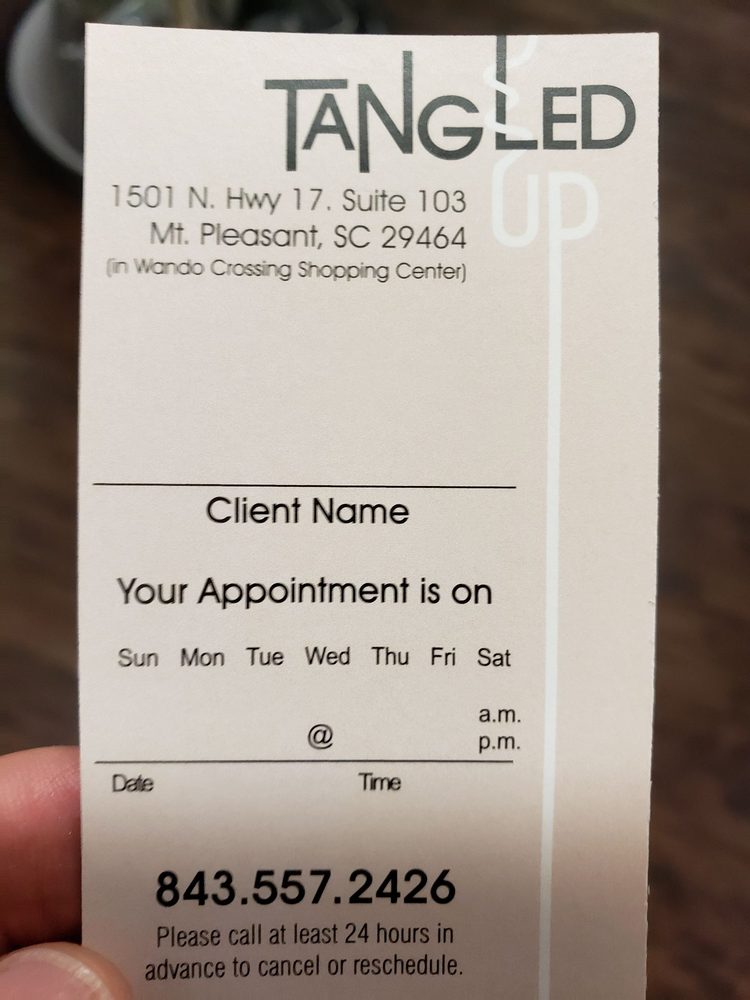 TANGLED
UP
1501 N. Hwy 17. Suite 103
Mt. Pleasant, SC 29464
(in Wando Crossing Shopping Center)
Client Name
Your Appointment is on
Sun Mon Tue Wed Thu Fri Sat
a.m.
@ p.m.
Date Time
843.557.2426
Please call at least 24 hours in
advance to cancel or reschedule.